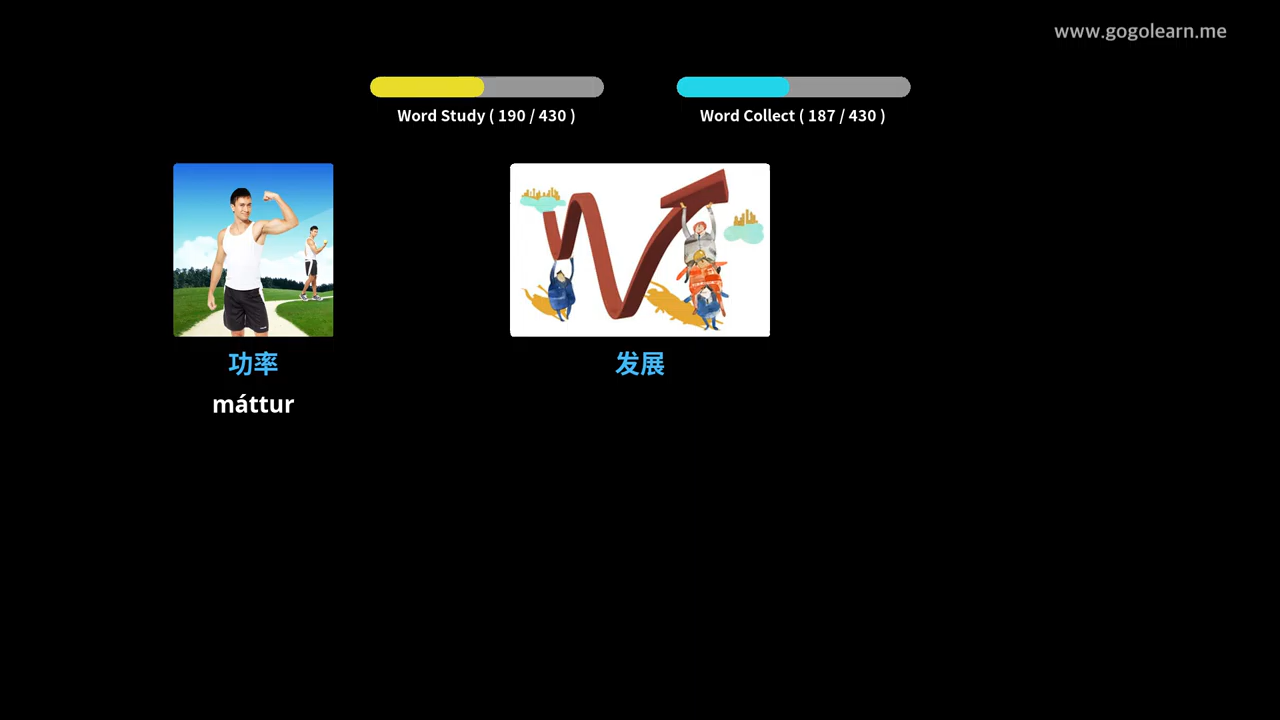 www.gogolearn.me
Word Study ( 190 / 430 )
Word Collect ( 187 / 430 )
功率
发展
máttur